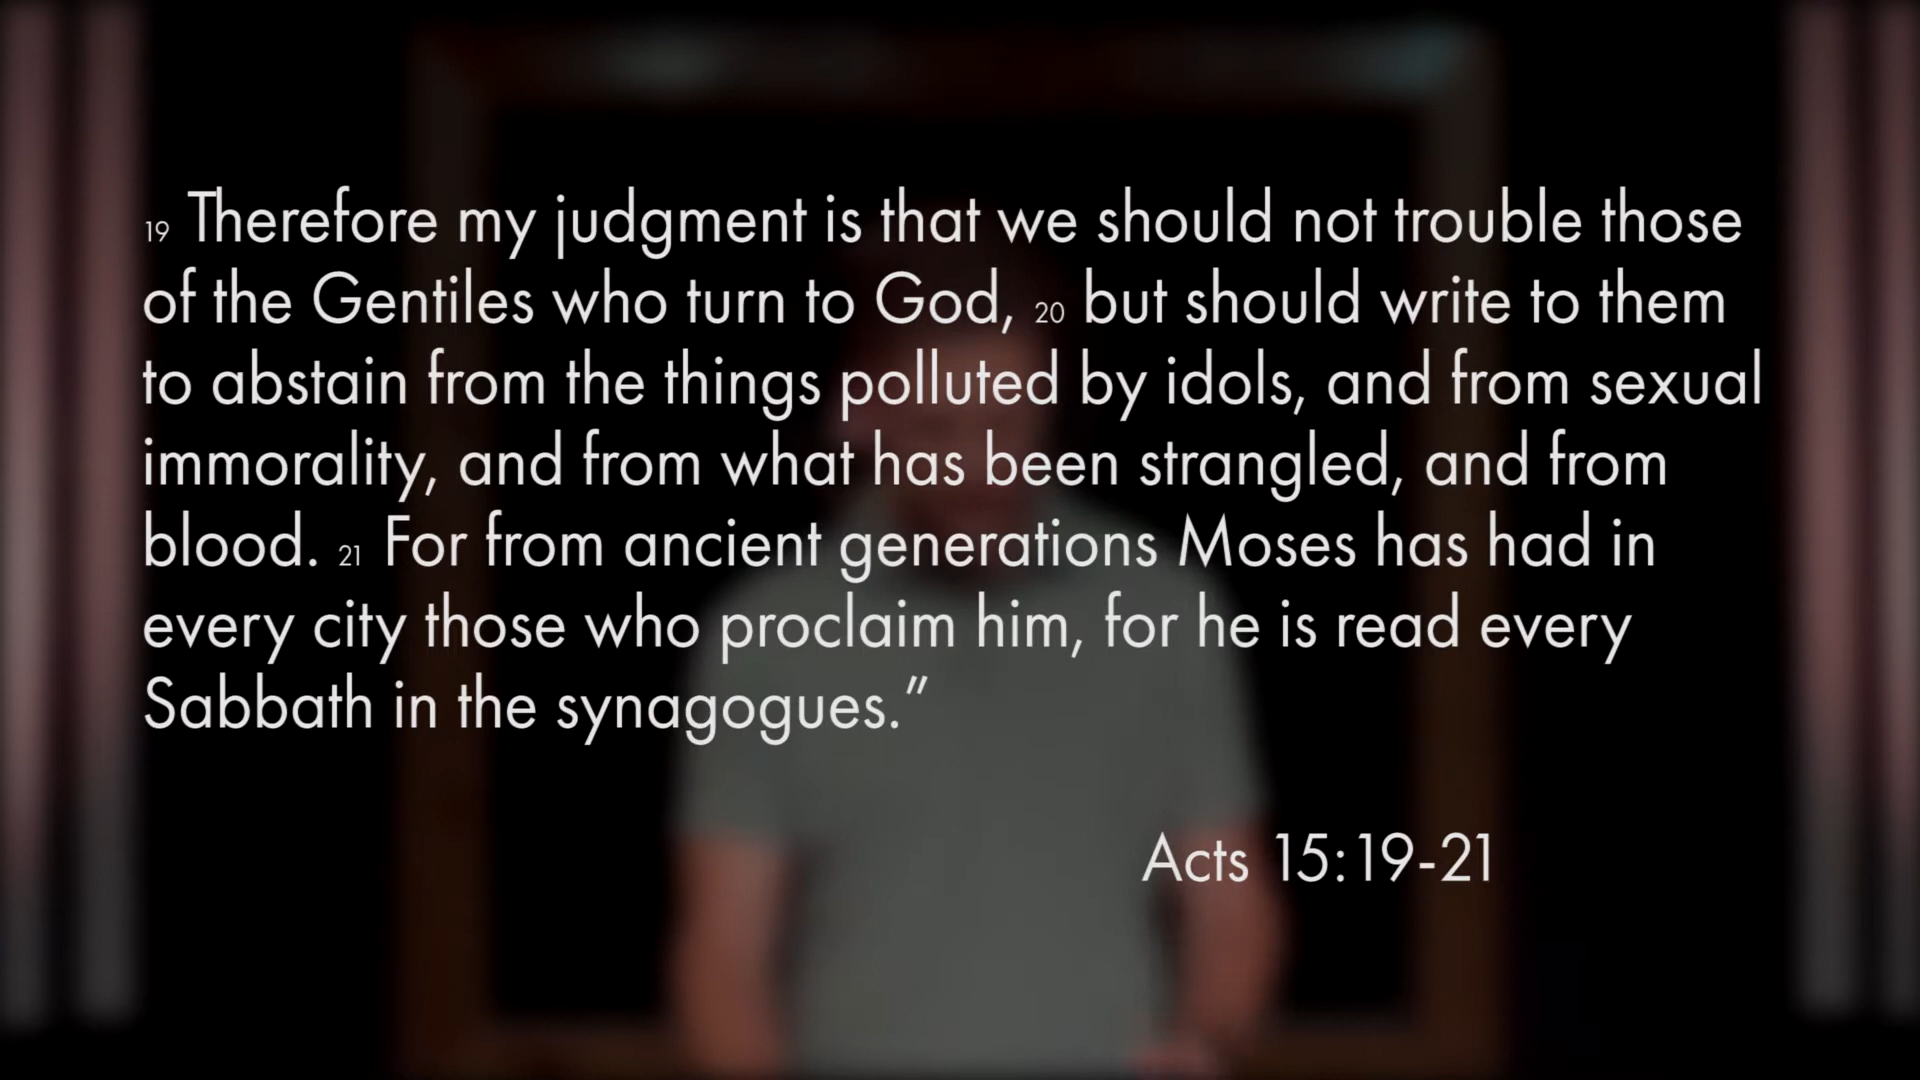 19 Therefore my judgment is that we should not trouble those
of the Gentiles who turn to God, 20 but should write to them
to abstain from the things polluted by idols, and from sexual
immorality, and from what has been strangled, and from
blood. 21 For from ancient generations Moses has had in
every city those who proclaim him, for he is read every
Sabbath in the synagogues.”
Acts 15:19-21